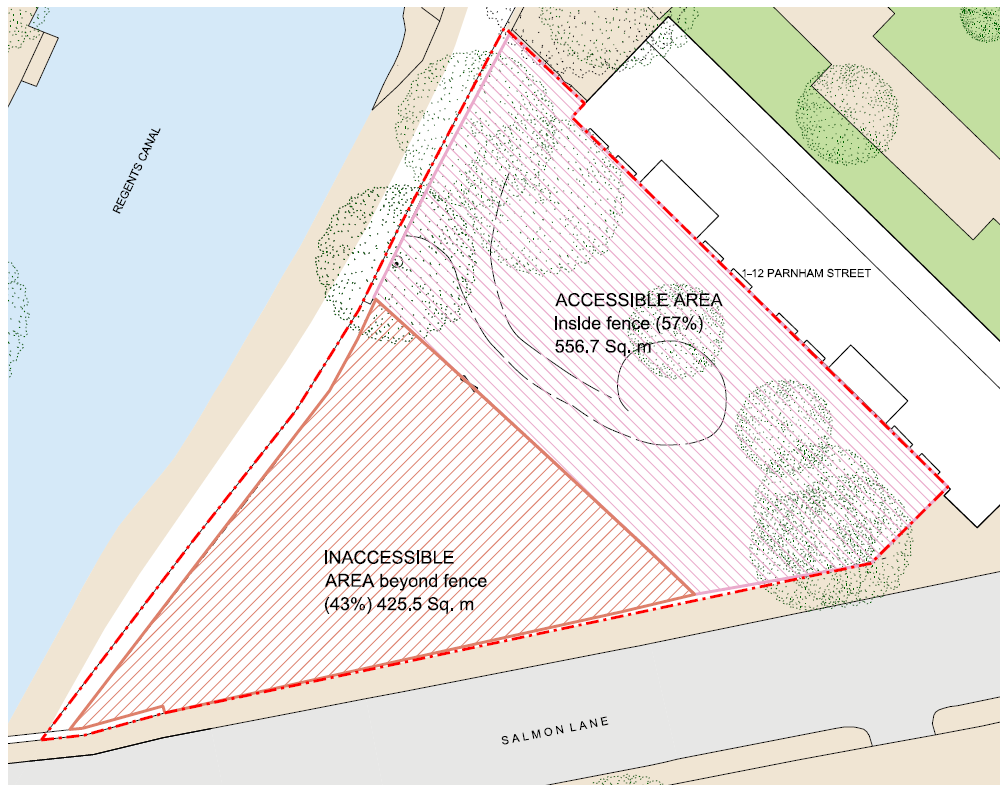 REGENTS CANAL
1-12 PARNHAM STREET
ACCESSIBLE AREA
Inside fence (57%)
556.7 Sq. m
INACCESSIBLE
AREA beyond fence
(43%) 425.5 Sq. m
SALMON LANE